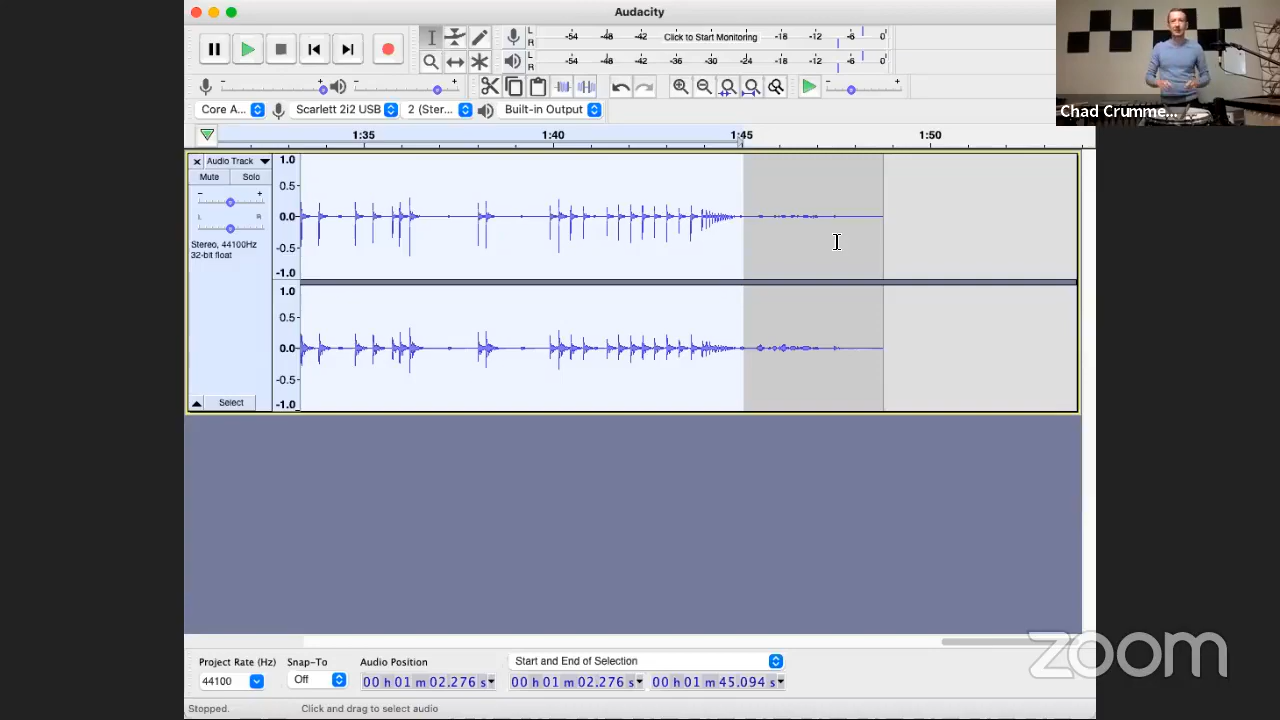 Audacity
L
R
-54 -48 -42 Click to Start Monitoring -18 -12 -6 0
L
R
-54 -48 -42 -36 -30 -24 -18 -12 -6 0
- + - + - +
Core A... Scarlett 2i2 USB 2 (Ster... Built-in Output
1:35 1:40 1:45 1:50
× Audio Track
Mute Solo
- +
L R
Stereo, 44100Hz
32-bit float
Select
1.0
0.5-
0.0-
-0.5-
-1.0
1.0
0.5-
0.0-
-0.5-
-1.0
Chad Crumme...
Project Rate (Hz) Snap-To Audio Position Start and End of Selection
44100 Off 00 h 01 m 02.276 s 00 h 01 m 02.276 s 00 h 01 m 45.094 s
Stopped. Click and drag to select audio
zoom